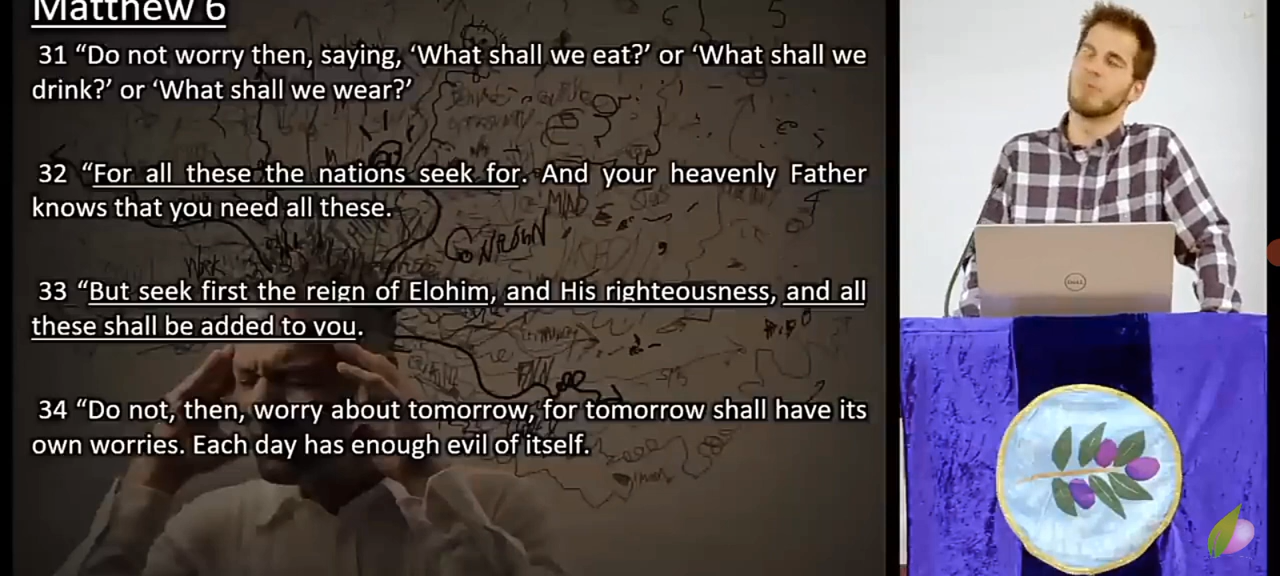 Matthew 6
31 “Do not worry then, saying, ‘What shall we eat?’ or ‘What shall we
drink?’ or ‘What shall we wear?’
32 “For all these the nations seek for. And your heavenly Father
knows that you need all these.
33 “But seek first the reign of Elohim, and His righteousness, and all
these shall be added to you.
34 “Do not, then, worry about tomorrow, for tomorrow shall have its
own worries. Each day has enough evil of itself.
MIND
DELL